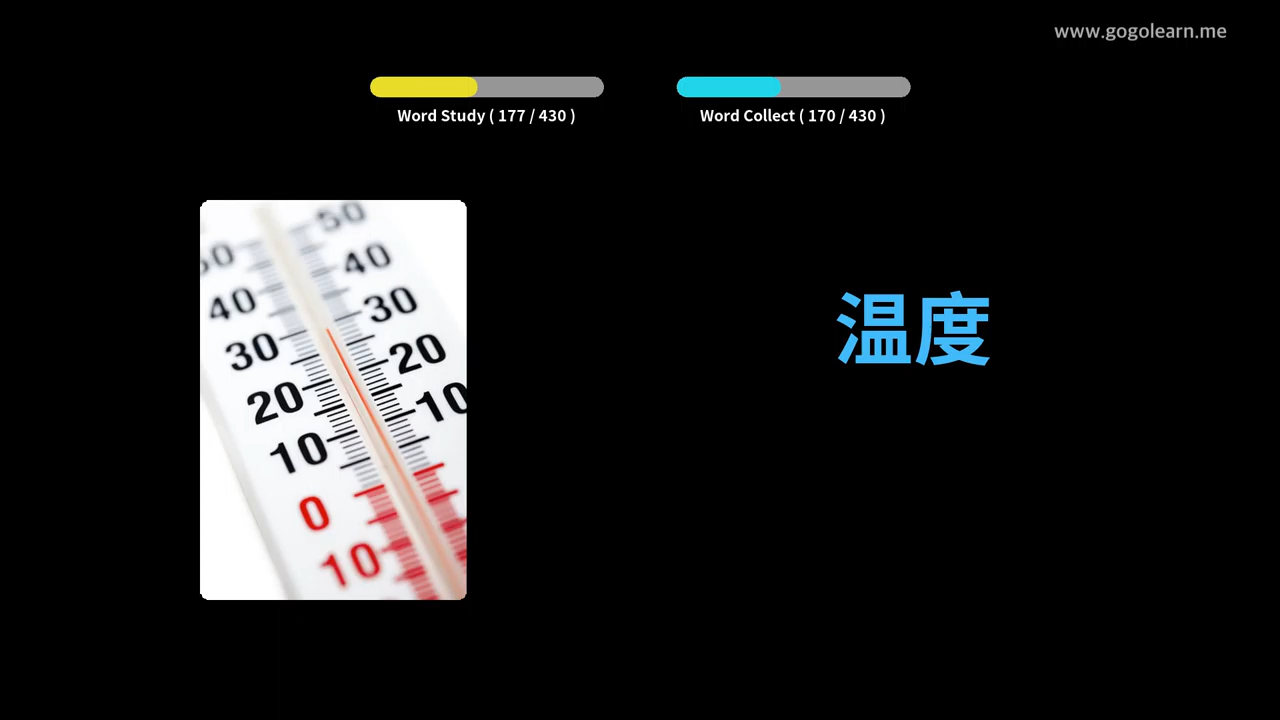 www.gogolearn.me
Word Study ( 177 / 430 )
Word Collect ( 170 / 430 )
50
40
40
30
30
20
20
10
10
0
10
温度